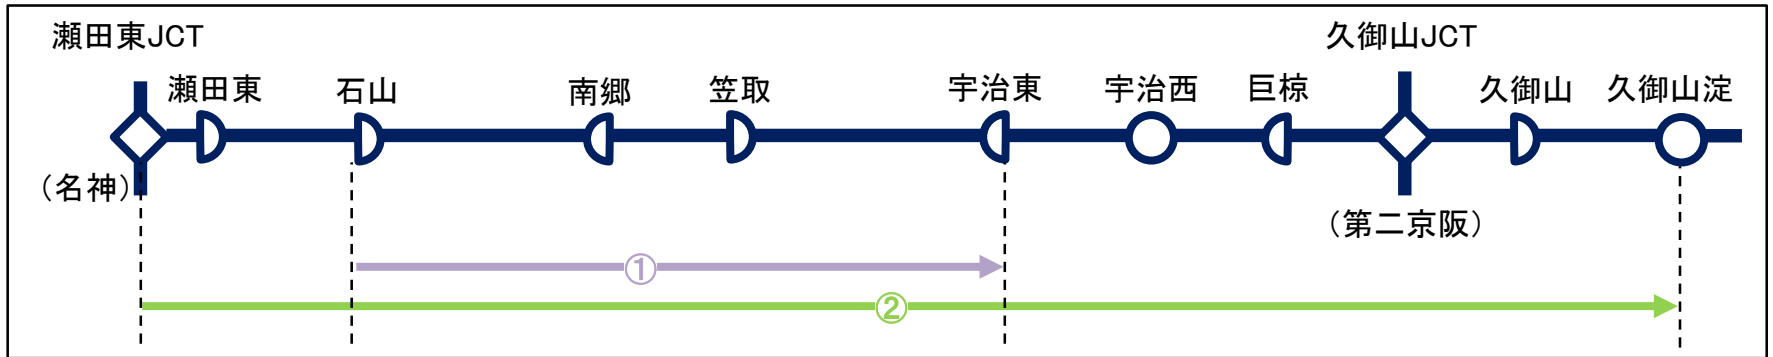 瀬田東JCT
久御山JCT
瀬田東
石山
南郷
笠取
宇治東
宇治西
巨椋
久御山
久御山淀
（名神）
（第二京阪）
①
②